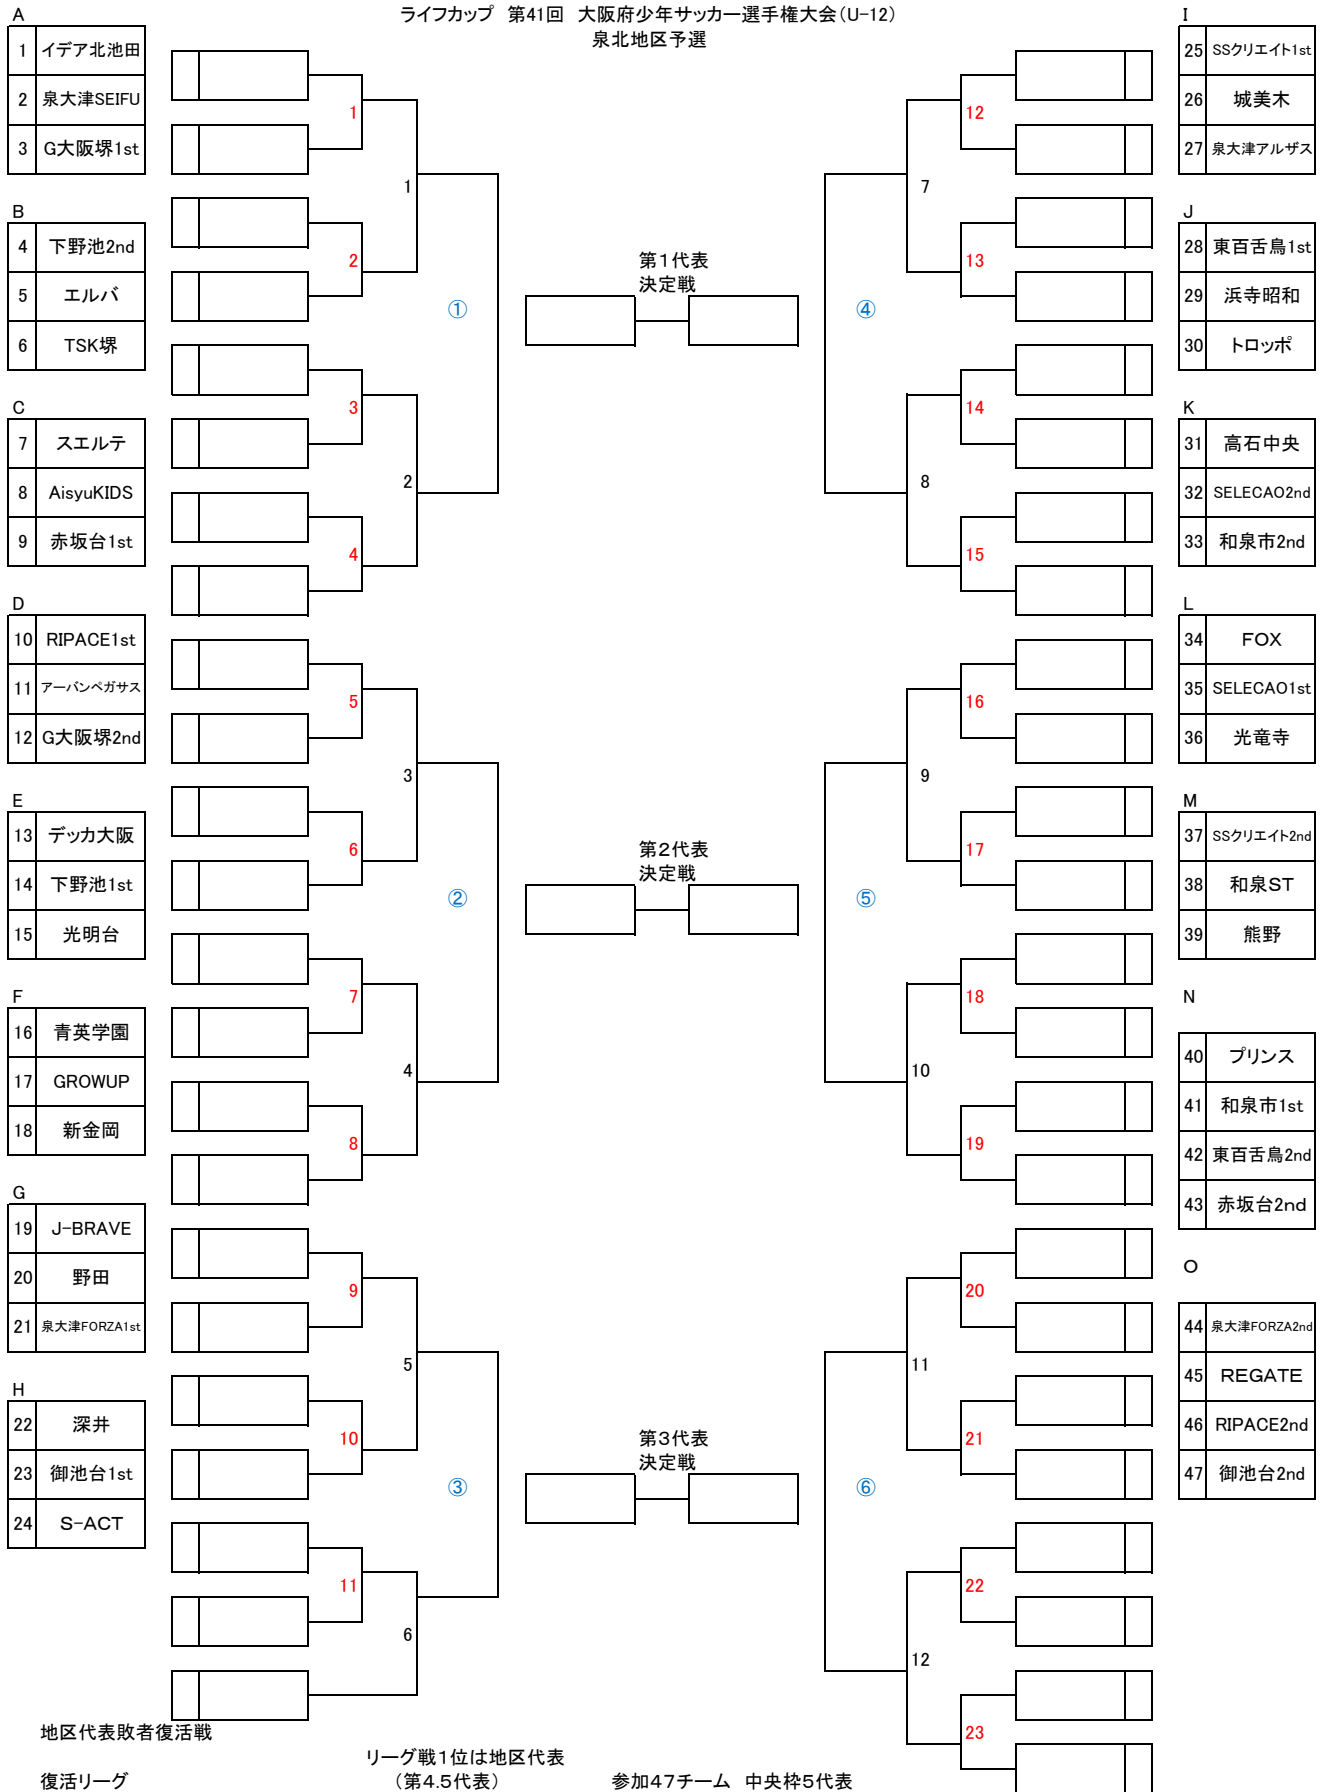 ライフカップ 第41回 大阪府少年サッカー選手権大会(U-12)
泉北地区予選
A
1 イデア北池田
2 泉大津SEIFU
3 G大阪堺1st
B
4 下野池2nd
5 エルバ
6 TSK堺
C
7 スエルテ
8 AisyuKIDS
9 赤坂台1st
D
10 RIPACE1st
11 アーバンペガサス
12 G大阪堺2nd
E
13 デッカ大阪
14 下野池1st
15 光明台
F
16 青英学園
17 GROWUP
18 新金岡
G
19 J-BRAVE
20 野田
21 泉大津FORZA1st
H
22 深井
23 御池台1st
24 S-ACT
1
2
3
4
5
6
7
8
9
10
11
1
2
3
4
5
6
①
②
③
第1代表
決定戦
第2代表
決定戦
第3代表
決定戦
④
⑤
⑥
7
8
9
10
11
12
12
13
14
15
16
17
18
19
20
21
22
23
I
25 SSクリエイト1st
26 城美木
27 泉大津アルザス
J
28 東百舌鳥1st
29 浜寺昭和
30 トロッポ
K
31 高石中央
32 SELECAO2nd
33 和泉市2nd
L
34 FOX
35 SELECAO1st
36 光竜寺
M
37 SSクリエイト2nd
38 和泉ST
39 熊野
N
40 プリンス
41 和泉市1st
42 東百舌鳥2nd
43 赤坂台2nd
O
44 泉大津FORZA2nd
45 REGATE
46 RIPACE2nd
47 御池台2nd
地区代表敗者復活戦
リーグ戦1位は地区代表
復活リーグ (第4.5代表) 参加47チーム 中央枠5代表